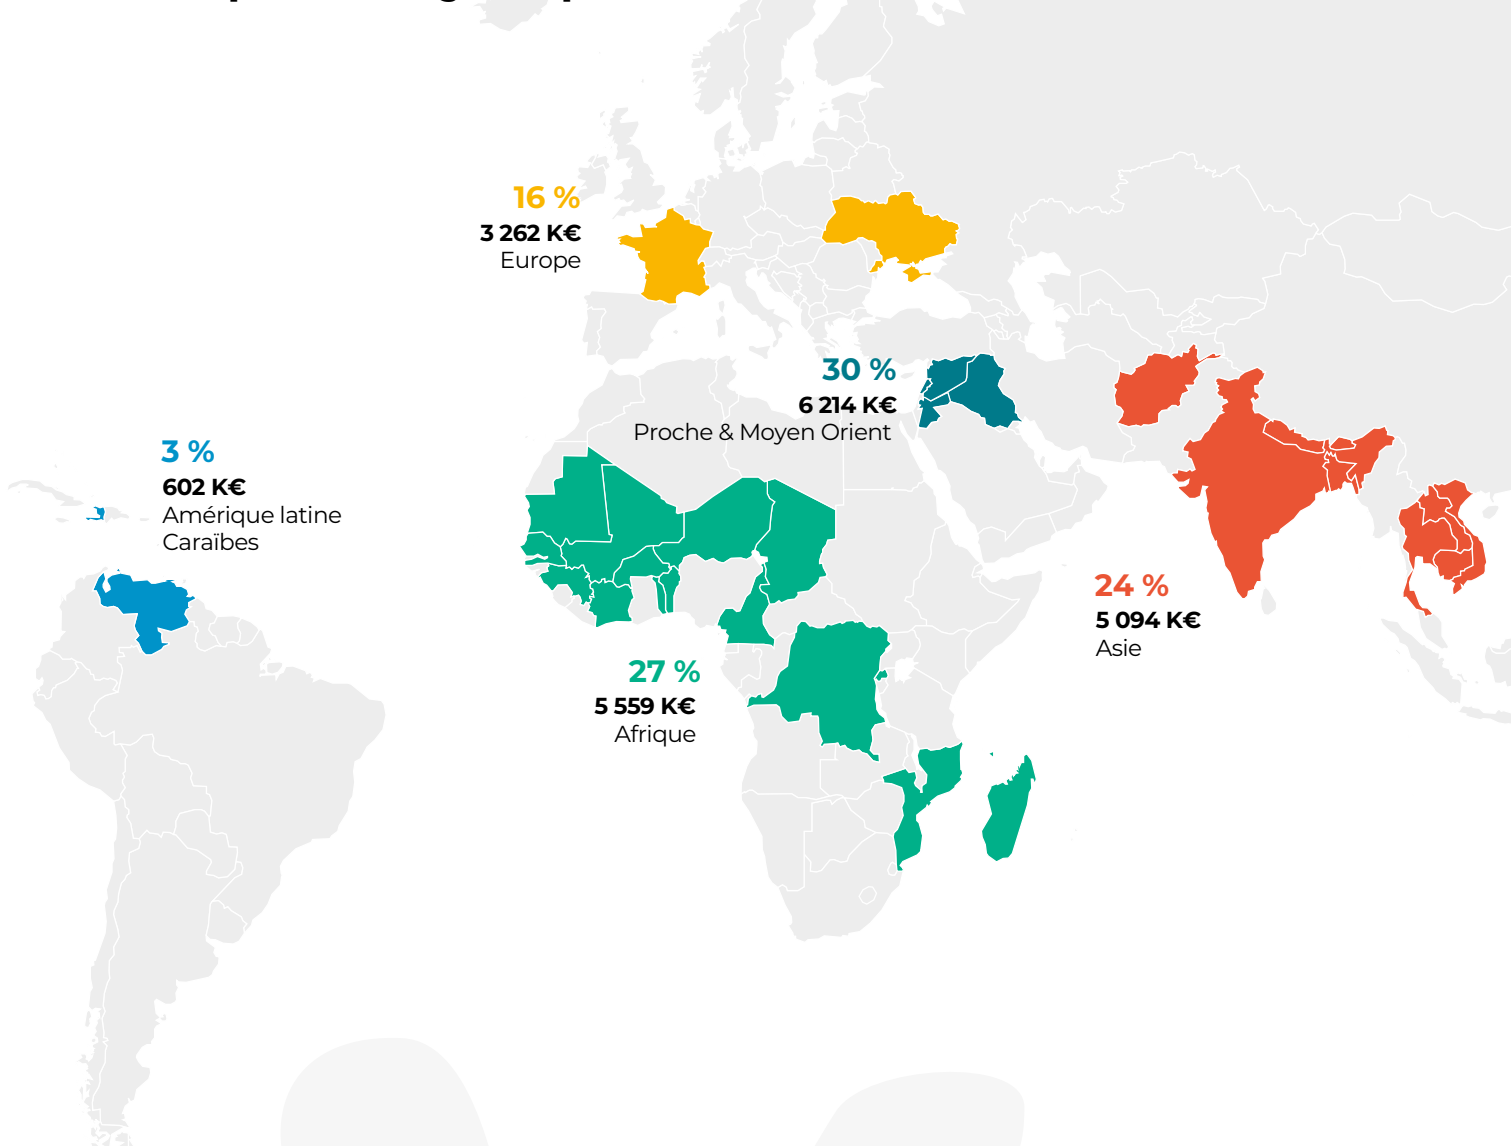 16 %
3 262 K€
Europe
30 %
6 214 K€
Proche & Moyen Orient
3 %
602 K€
Amérique latine
Caraïbes
24 %
5 094 K€
Asie
27 %
5 559 K€
Afrique